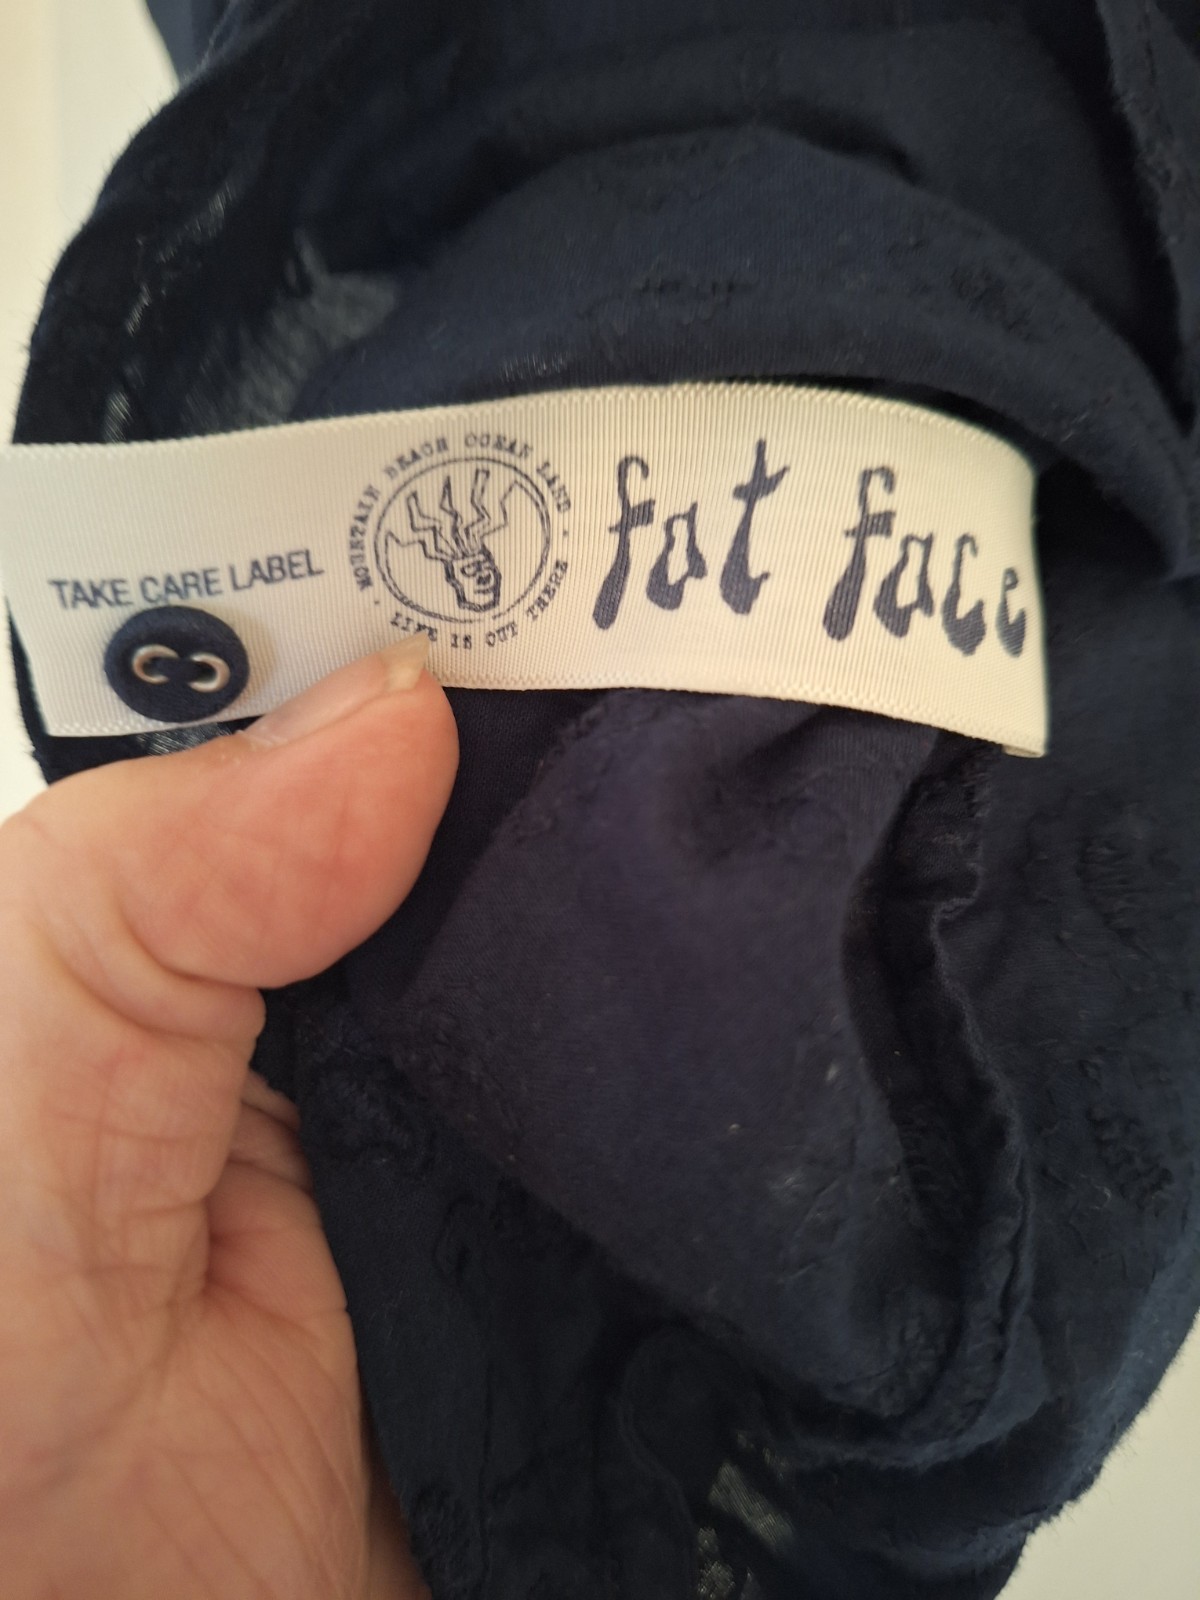 TAKE CARE LABEL
· MOUNTAIN BEACH OCEAN LAND ·
LIFE IS OUT THERE
fat face